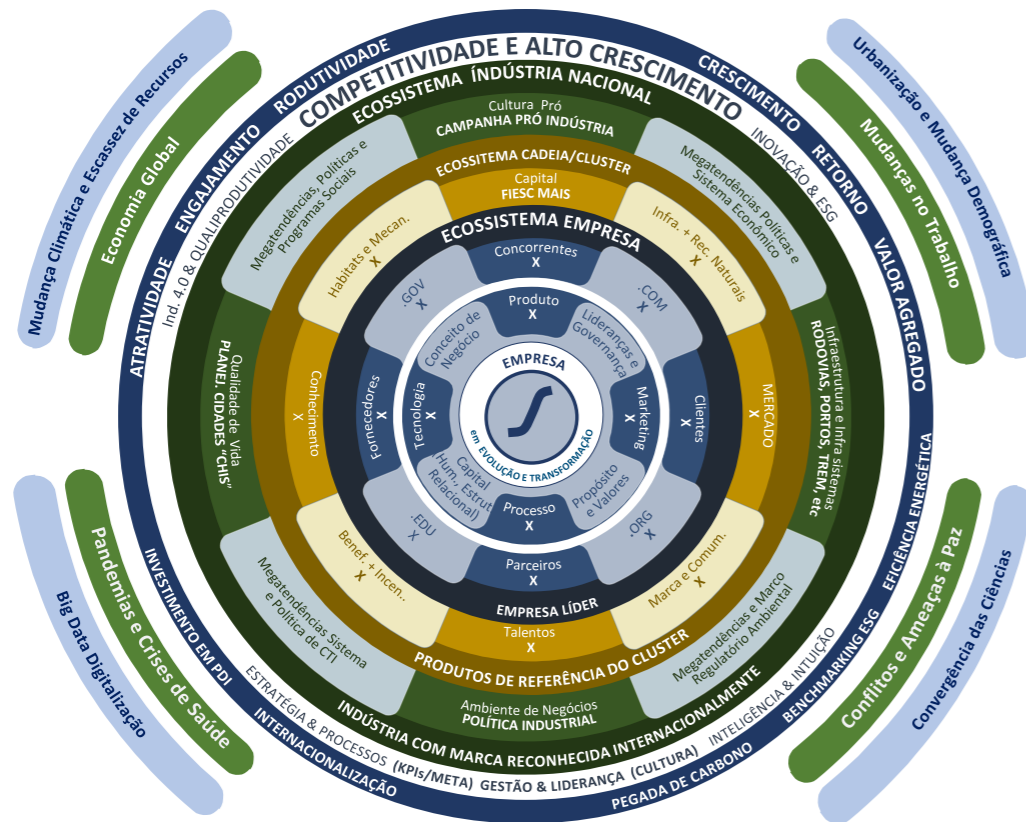 Mudança Climática e Escassez de Recursos
Economia Global
Urbanização e Mudança Demográfica
Mudanças no Trabalho
Big Data Digitalização
Pandemias e Crises de Saúde
Convergência das Ciências
Conflitos e Ameaças à Paz
ATRATIVIDADE
ENGAJAMENTO
RODUTIVIDADE
CRESCIMENTO
RETORNO
VALOR AGREGADO
EFICIÊNCIA ENERGÉTICA
BENCHMARKING ESG
PEGADA DE CARBONO
INTERNACIONALIZAÇÃO
INVESTIMENTO EM PDI
Ind. 4.0 & QUALIPRODUTIVIDADE
COMPETITIVIDADE E ALTO CRESCIMENTO
INOVAÇÃO & ESG
ESTRATÉGIA & PROCESSOS
(KPIs/META)
GESTÃO & LIDERANÇA
(CULTURA)
INTELIGÊNCIA & INTUIÇÃO
ECOSSISTEMA ÍNDÚSTRIA NACIONAL
INDÚSTRIA COM MARCA RECONHECIDA INTERNACIONALMENTE
Cultura Pró
CAMPANHA PRÓ INDÚSTRIA
Megatendências Políticas e
Sistema Econômico
Infraestrutura e Infra sistemas
RODOVIAS, PORTOS, TREM, etc
Megatendências e Marco
Regulatório Ambiental
Ambiente de Negócios
POLÍTICA INDUSTRIAL
Megatendências Sistema
e Política de CTI
Qualidade de Vida
PLANEJ. CIDADES “CHIS”
Megatendências, Políticas e
Programas Sociais
ECOSSITEMA CADEIA/CLUSTER
PRODUTOS DE REFERÊNCIA DO CLUSTER
Capital
FIESC MAIS
Infra. + Rec. Naturais
X
MERCADO
X
Marca e Comum.
X
Talentos
X
Benef. + Incen..
X
Conhecimento
X
Habitats e Mecan.
X
ECOSSISTEMA EMPRESA
EMPRESA LÍDER
Concorrentes
X
.COM
X
Clientes
X
.ORG
X
Parceiros
X
.EDU
X
Fornecedores
X
.GOV
X
Produto
X
Lideranças e
Governança
Marketing
X
Propósito
e Valores
Processo
X
Capital
(Hum., Estrut
Relacional)
Tecnologia
X
Conceito de
Negócio
EMPRESA
em EVOLUÇÃO E TRANSFORMAÇÃO